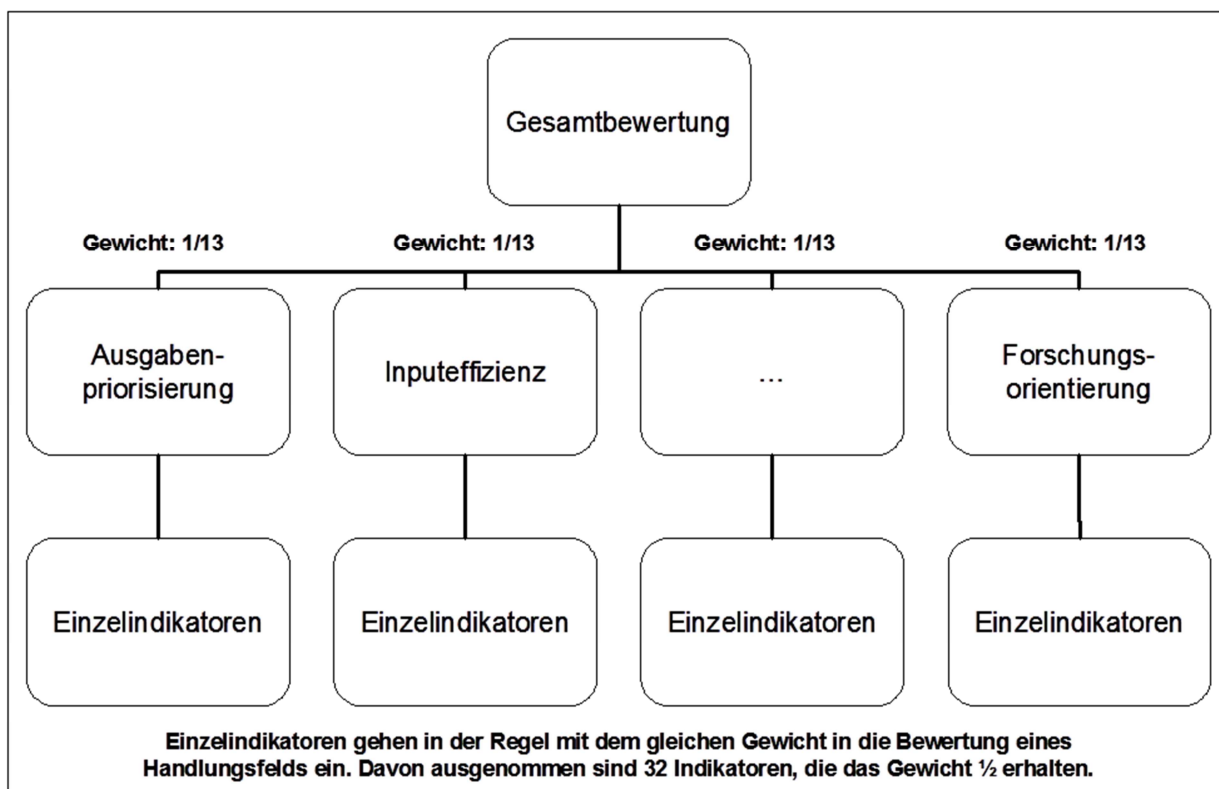 Gesamtbewertung
Gewicht: 1/13
Gewicht: 1/13
Gewicht: 1/13
Gewicht: 1/13
Ausgaben-
priorisierung
Inputeffizienz
...
Forschungs-
orientierung
Einzelindikatoren
Einzelindikatoren
Einzelindikatoren
Einzelindikatoren
Einzelindikatoren gehen in der Regel mit dem gleichen Gewicht in die Bewertung eines
Handlungsfelds ein. Davon ausgenommen sind 32 Indikatoren, die das Gewicht ½ erhalten.